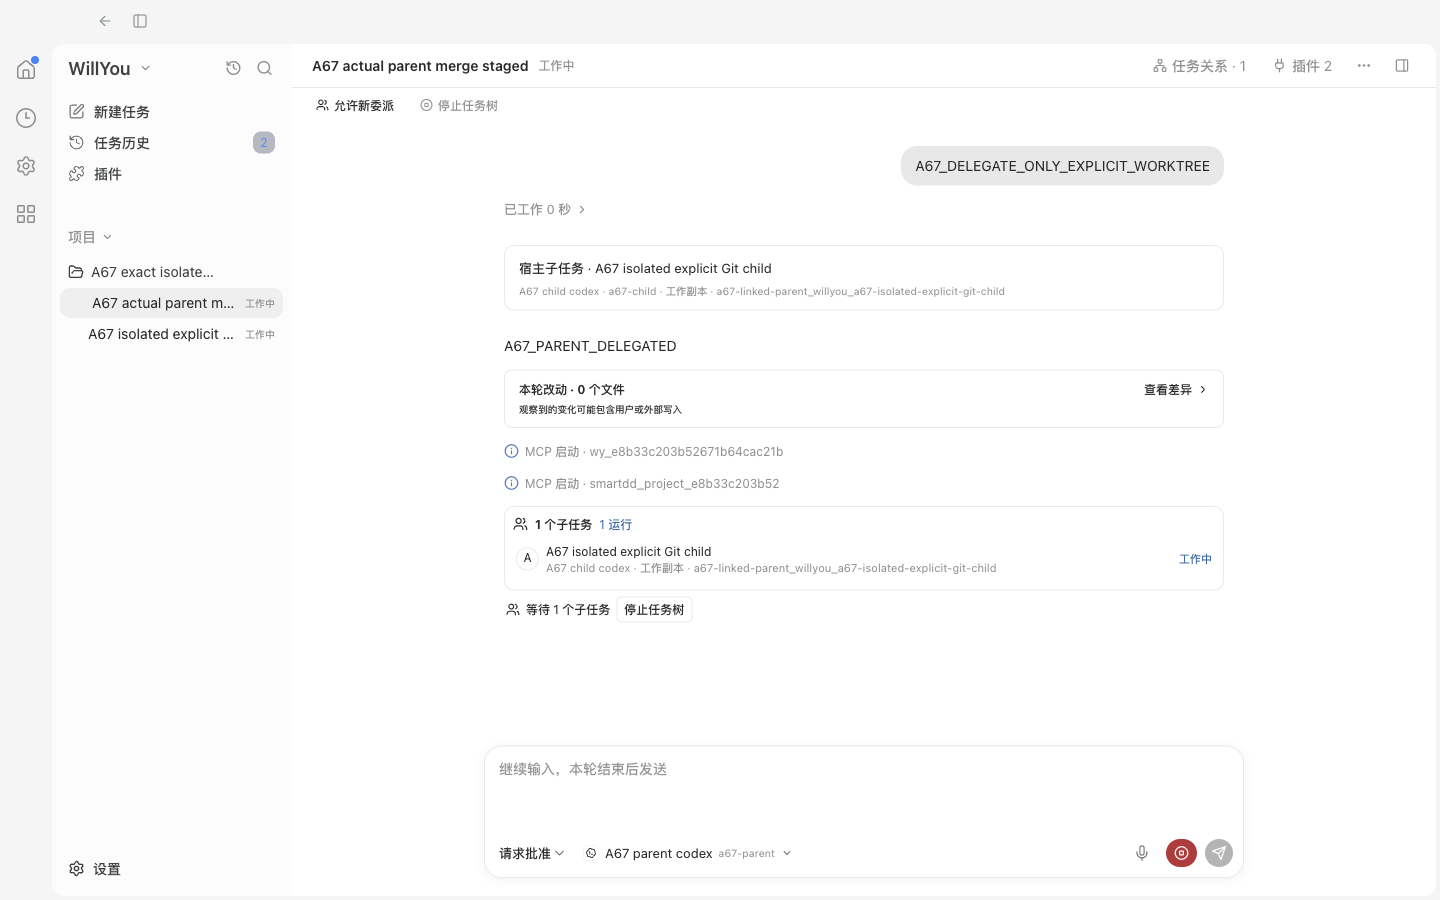 WillYou
新建任务
任务历史
2
插件
项目
A67 exact isolate...
A67 actual parent m... 工作中
A67 isolated explicit ... 工作中
设置
A67 actual parent merge staged 工作中
任务关系 · 1
插件 2
允许新委派
停止任务树
A67_DELEGATE_ONLY_EXPLICIT_WORKTREE
已工作 0 秒
宿主子任务 · A67 isolated explicit Git child
A67 child codex · a67-child · 工作副本 · a67-linked-parent_willyou_a67-isolated-explicit-git-child
A67_PARENT_DELEGATED
本轮改动 · 0 个文件
查看差异
观察到的变化可能包含用户或外部写入
MCP 启动 · wy_e8b33c203b52671b64cac21b
MCP 启动 · smartdd_project_e8b33c203b52
1 个子任务 1 运行
A
A67 isolated explicit Git child
A67 child codex · 工作副本 · a67-linked-parent_willyou_a67-isolated-explicit-git-child
工作中
等待 1 个子任务 停止任务树
继续输入，本轮结束后发送
请求批准
A67 parent codex a67-parent